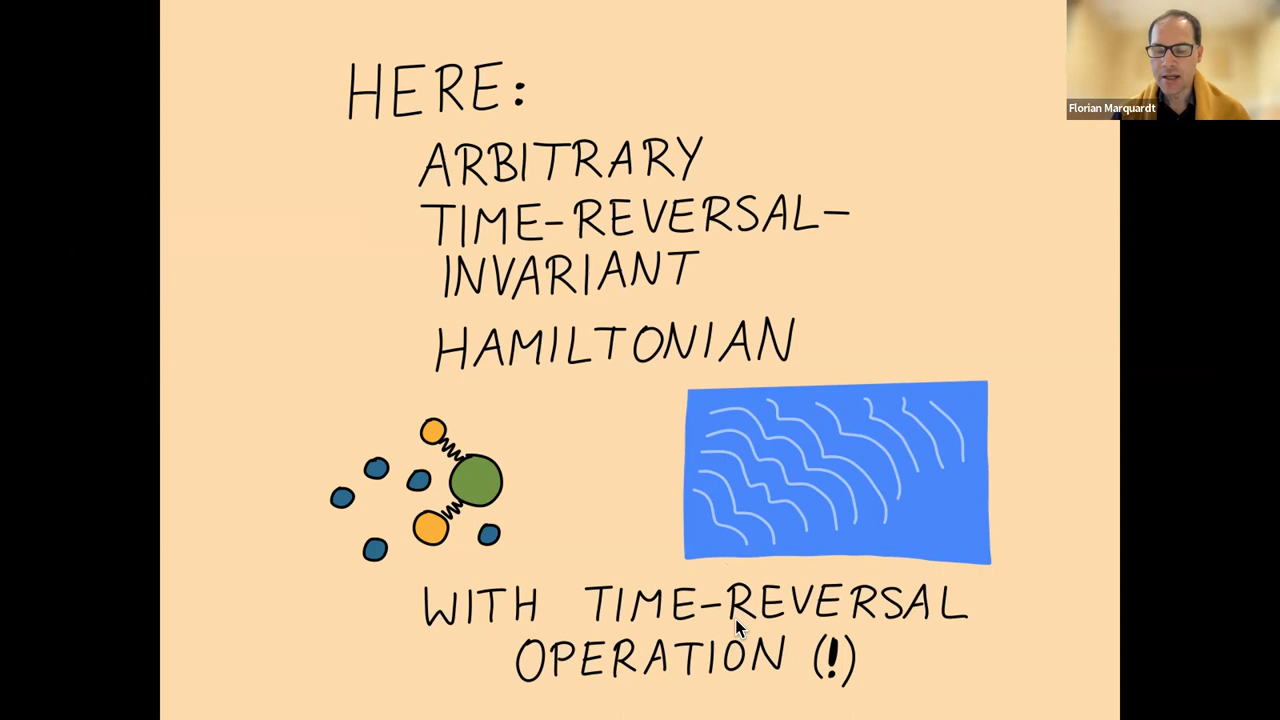 HERE:
ARBITRARY
TIME-REVERSAL-
INVARIANT
HAMILTONIAN
WITH TIME-REVERSAL
OPERATION (!)
Florian Marquardt